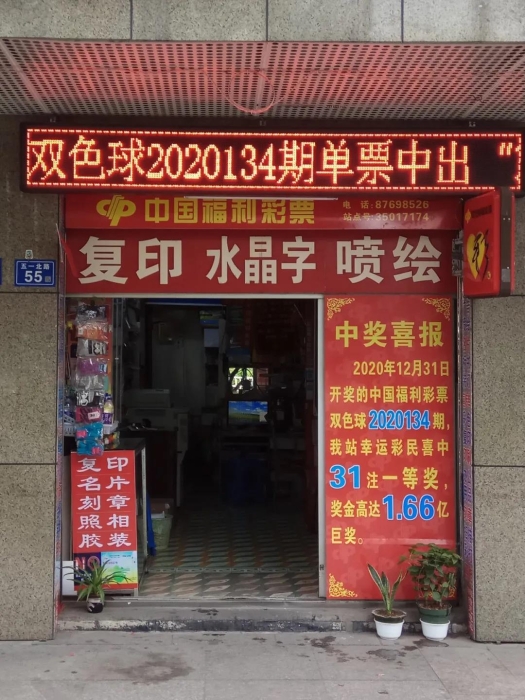 双色球2020134期单票中出“
中国福利彩票
电话:87698526
站点号:35017174
彩
复印 水晶字 喷绘
五一北路
55
中奖喜报
2020年12月31日
开奖的中国福利彩票
双色球2020134期，
我站幸运彩民喜中
31注一等奖，
奖金高达1.66亿
巨奖。
复印
名片
刻章
照相
胶装